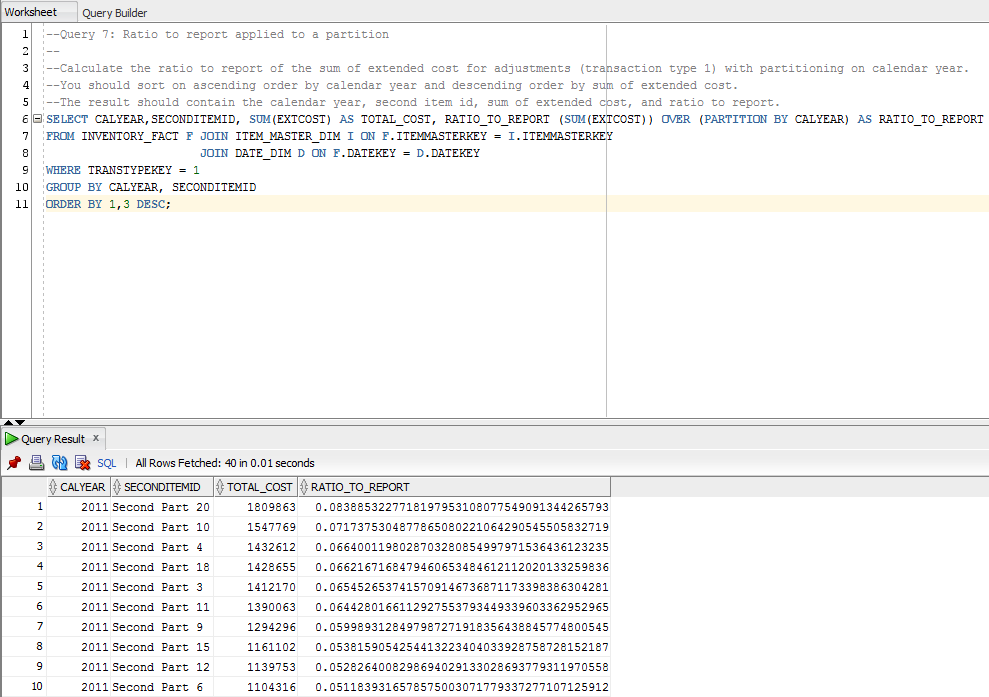 Worksheet Query Builder
1 --Query 7: Ratio to report applied to a partition
2 --
3 --Calculate the ratio to report of the sum of extended cost for adjustments (transaction type 1) with partitioning on calendar year.
4 --You should sort on ascending order by calendar year and descending order by sum of extended cost.
5 --The result should contain the calendar year, second item id, sum of extended cost, and ratio to report.
6 SELECT CALYEAR,SECONDITEMID, SUM(EXTCOST) AS TOTAL_COST, RATIO_TO_REPORT (SUM(EXTCOST)) OVER (PARTITION BY CALYEAR) AS RATIO_TO_REPORT
7 FROM INVENTORY_FACT F JOIN ITEM_MASTER_DIM I ON F.ITEMMASTERKEY = I.ITEMMASTERKEY
8 JOIN DATE_DIM D ON F.DATEKEY = D.DATEKEY
9 WHERE TRANSTYPEKEY = 1
10 GROUP BY CALYEAR, SECONDITEMID
11 ORDER BY 1,3 DESC;
Query Result x
SQL | All Rows Fetched: 40 in 0.01 seconds
CALYEAR SECONDITEMID TOTAL_COST RATIO_TO_REPORT
1 2011 Second Part 20 1809863 0.0838853227718197953108077549091344265793
2 2011 Second Part 10 1547769 0.0717375304877865080221064290545505832719
3 2011 Second Part 4 1432612 0.0664001198028703280854997971536436123235
4 2011 Second Part 18 1428655 0.0662167168479460653484612112020133259836
5 2011 Second Part 3 1412170 0.0654526537415709146736871173398386304281
6 2011 Second Part 11 1390063 0.0644280166112927553793449339603362952965
7 2011 Second Part 9 1294296 0.0599893128497987271918356438845774800545
8 2011 Second Part 15 1161102 0.0538159054254413223404033928758728152187
9 2011 Second Part 12 1139753 0.0528264008298694029133028693779311970558
10 2011 Second Part 6 1104316 0.0511839316578575003071779337277107125912